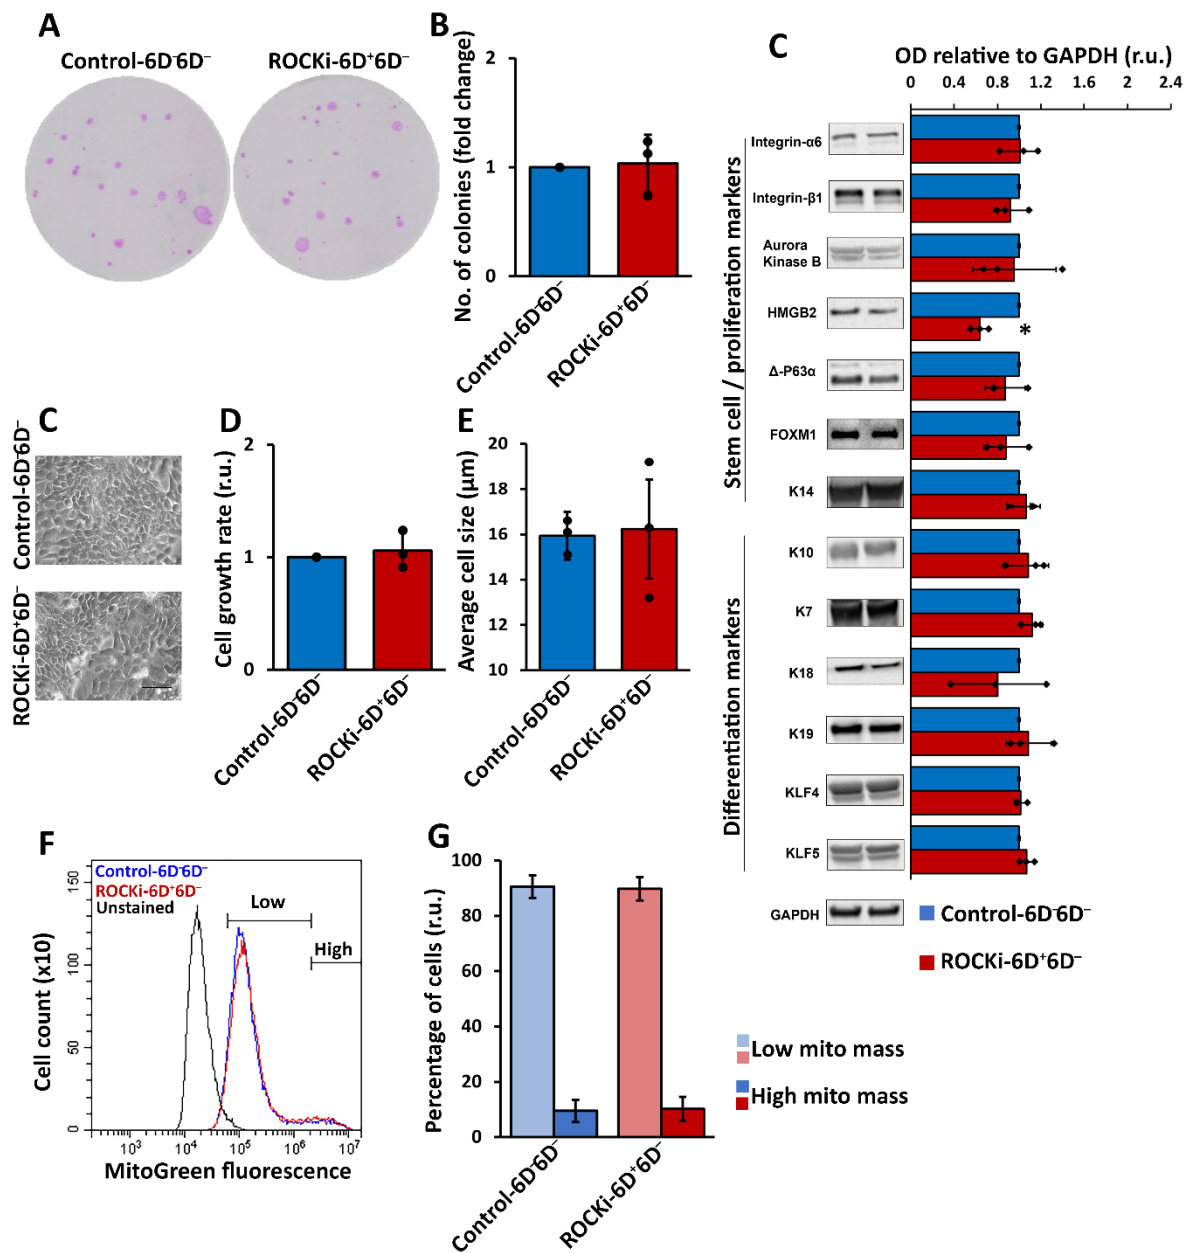 A
Control-6D⁻6D⁻
ROCKi-6D⁺6D⁻
B
No. of colonies (fold change)
2
1
0
Control-6D⁻6D⁻
ROCKi-6D⁺6D⁻
C
OD relative to GAPDH (r.u.)
0 0.4 0.8 1.2 1.6 2 2.4
Stem cell / proliferation markers
Integrin-α6
Integrin-β1
Aurora
Kinase B
HMGB2
*
Δ-P63α
FOXM1
K14
Differentiation markers
K10
K7
K18
K19
KLF4
KLF5
GAPDH
Control-6D⁻6D⁻
ROCKi-6D⁺6D⁻
C
Control-6D⁻6D⁻
ROCKi-6D⁺6D⁻
D
Cell growth rate (r.u.)
2
1
0
Control-6D⁻6D⁻
ROCKi-6D⁺6D⁻
E
Average cell size (μm)
20
18
16
14
12
10
Control-6D⁻6D⁻
ROCKi-6D⁺6D⁻
F
Control-6D⁻6D⁻
ROCKi-6D⁺6D⁻
Unstained
Low
High
Cell count (x10)
150
100
50
0
10³ 10⁴ 10⁵ 10⁶ 10⁷
MitoGreen fluorescence
G
Percentage of cells (r.u.)
100
80
60
40
20
0
Control-6D⁻6D⁻
ROCKi-6D⁺6D⁻
Low mito mass
High mito mass